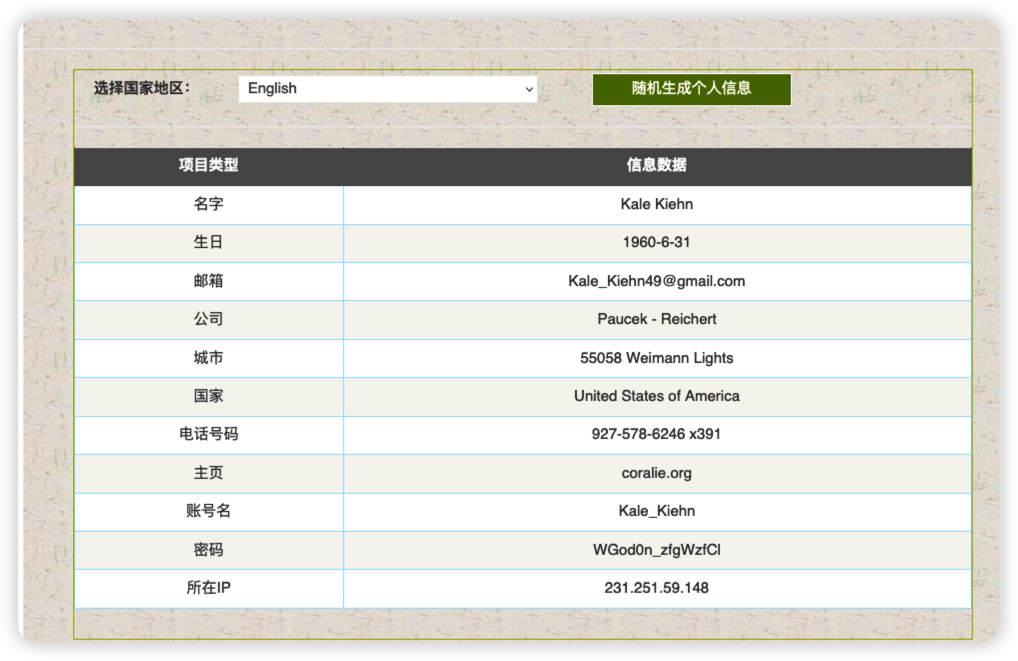 选择国家地区： English 随机生成个人信息
项目类型 信息数据
名字 Kale Kiehn
生日 1960-6-31
邮箱 Kale_Kiehn49@gmail.com
公司 Paucek - Reichert
城市 55058 Weimann Lights
国家 United States of America
电话号码 927-578-6246 x391
主页 coralie.org
账号名 Kale_Kiehn
密码 WGod0n_zfgWzfCl
所在IP 231.251.59.148